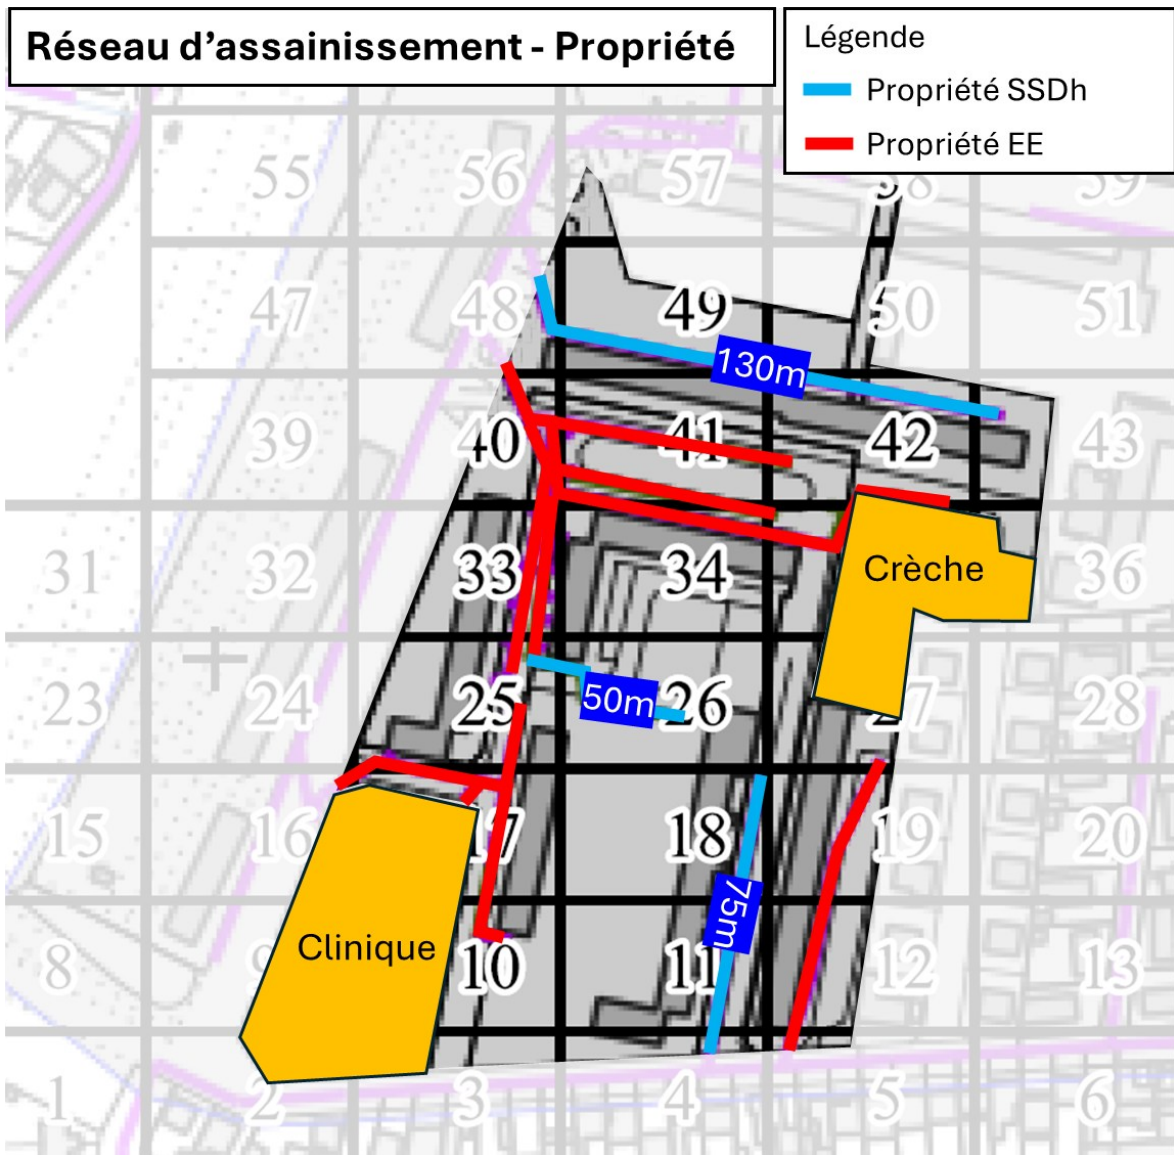 Réseau d’assainissement - Propriété
Légende
Propriété SSDh
Propriété EE
55 56 57 58 59
47 48 49 50 51
130m
39 40 41 42 43
31 32 33 34 Crèche 36
23 24 25 50m 26 27 28
15 16 17 18 19 20
75m
8 9 Clinique 10 11 12 13
1 2 3 4 5 6